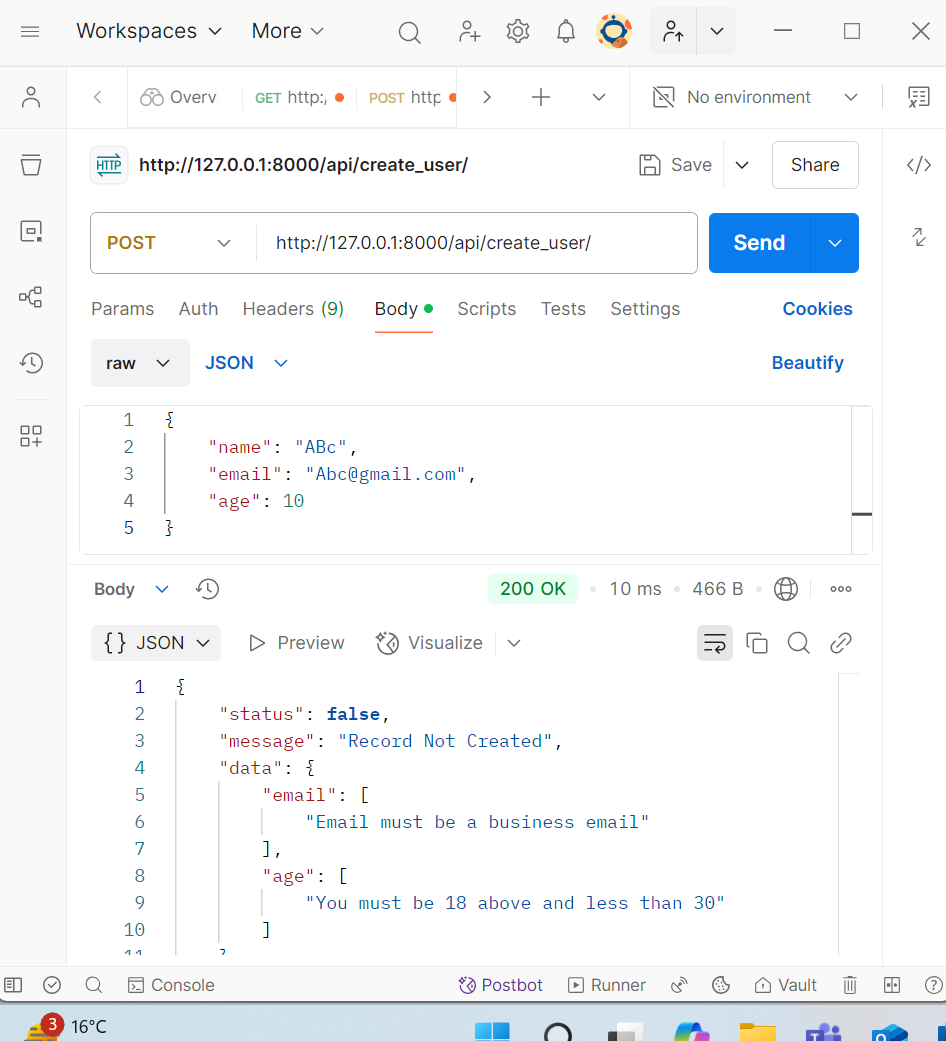 Workspaces More
Overv GET http:/ POST http No environment
HTTP http://127.0.0.1:8000/api/create_user/ Save Share
POST http://127.0.0.1:8000/api/create_user/ Send
Params Auth Headers (9) Body Scripts Tests Settings Cookies
raw JSON Beautify
1 {
2 "name": "ABc",
3 "email": "Abc@gmail.com",
4 "age": 10
5 }
Body 200 OK 10 ms 466 B
{} JSON Preview Visualize
1 {
2 "status": false,
3 "message": "Record Not Created",
4 "data": {
5 "email": [
6 "Email must be a business email"
7 ],
8 "age": [
9 "You must be 18 above and less than 30"
10 ]
11 }
Console Postbot Runner Vault
3 16°C